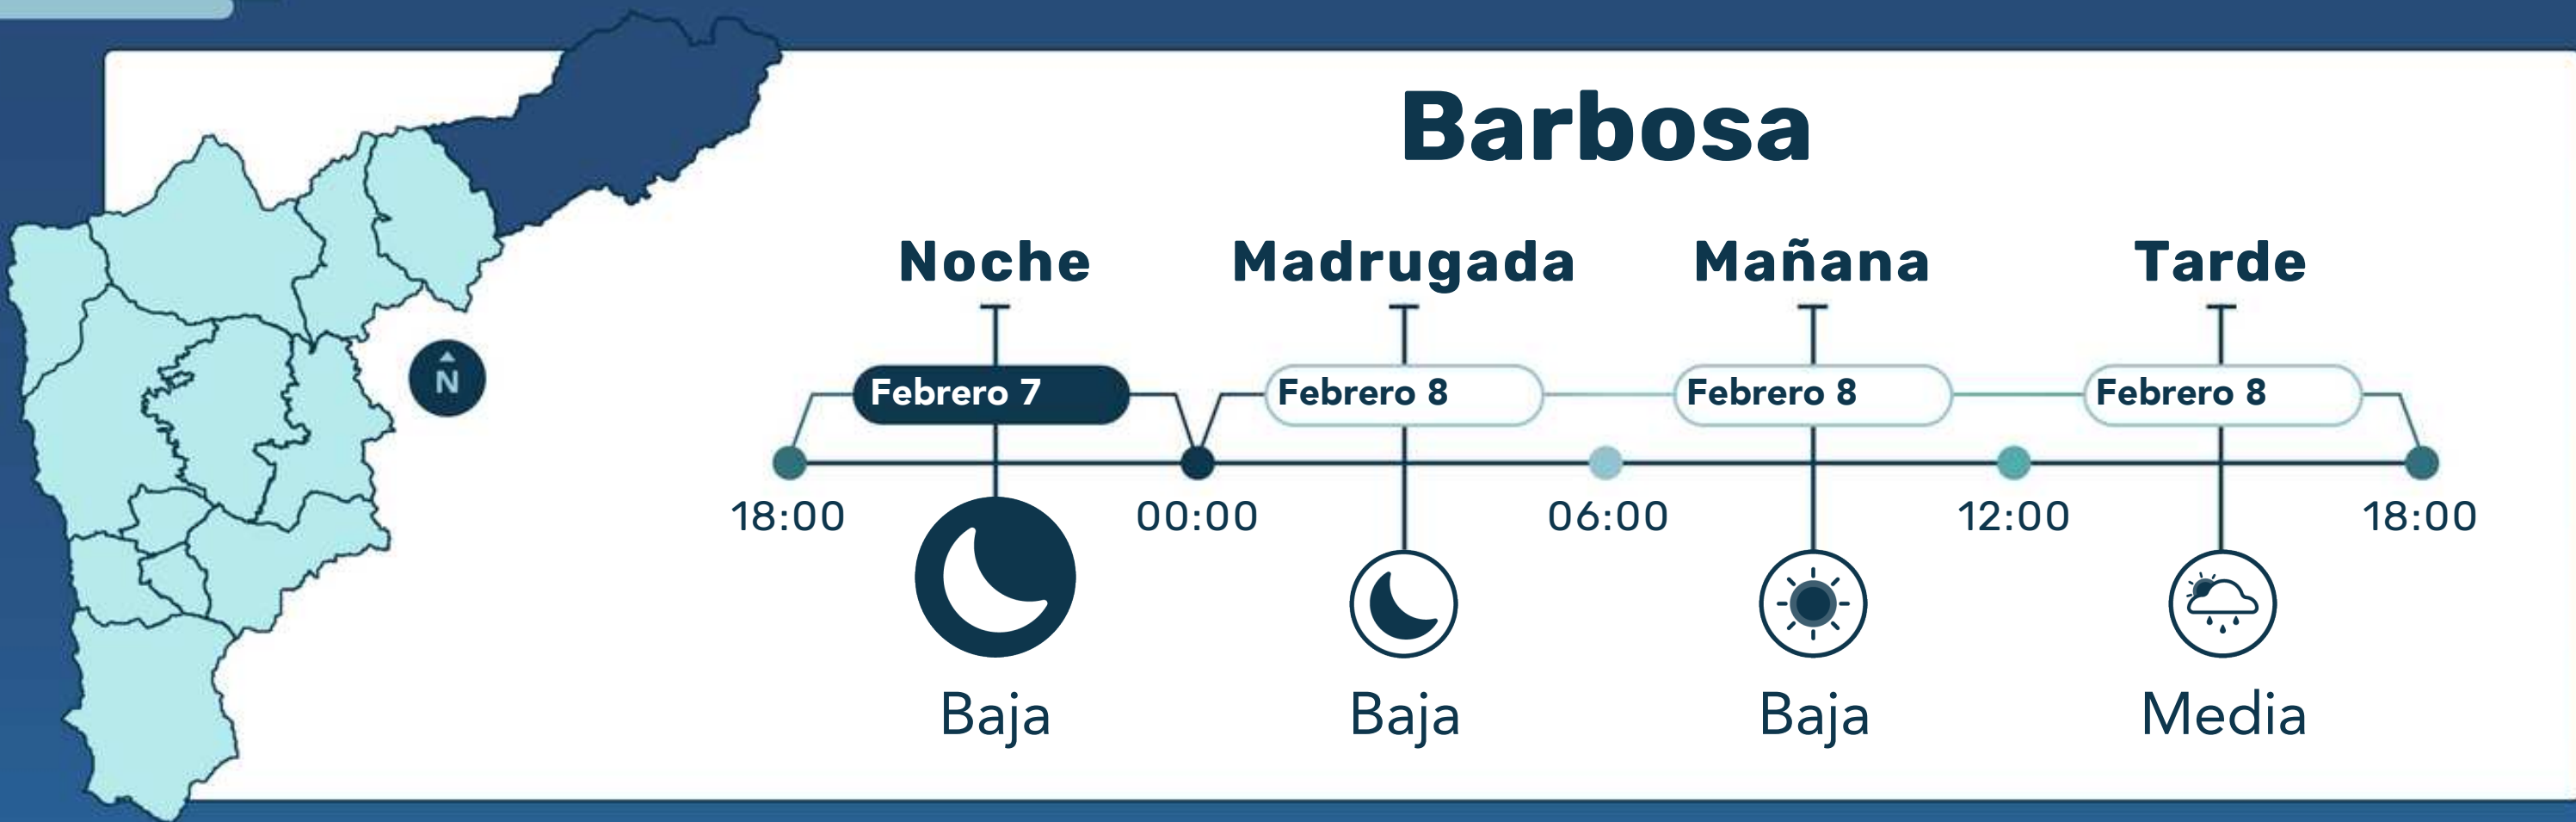 Barbosa
Noche Madrugada Mañana Tarde
Febrero 7 Febrero 8 Febrero 8 Febrero 8
N
18:00 00:00 06:00 12:00 18:00
Baja Baja Baja Media